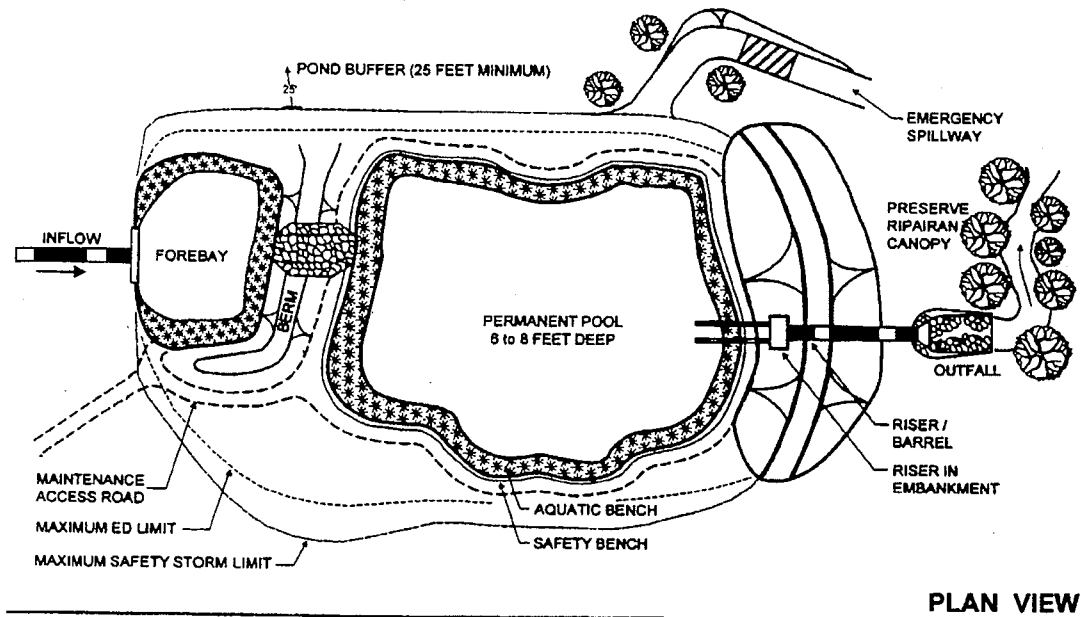 POND BUFFER (25 FEET MINIMUM)
25'
EMERGENCY
SPILLWAY
PRESERVE
RIPAIRAN
CANOPY
INFLOW
FOREBAY
BERM
PERMANENT POOL
6 to 8 FEET DEEP
OUTFALL
RISER /
BARREL
RISER IN
EMBANKMENT
MAINTENANCE
ACCESS ROAD
AQUATIC BENCH
MAXIMUM ED LIMIT
SAFETY BENCH
MAXIMUM SAFETY STORM LIMIT
PLAN VIEW